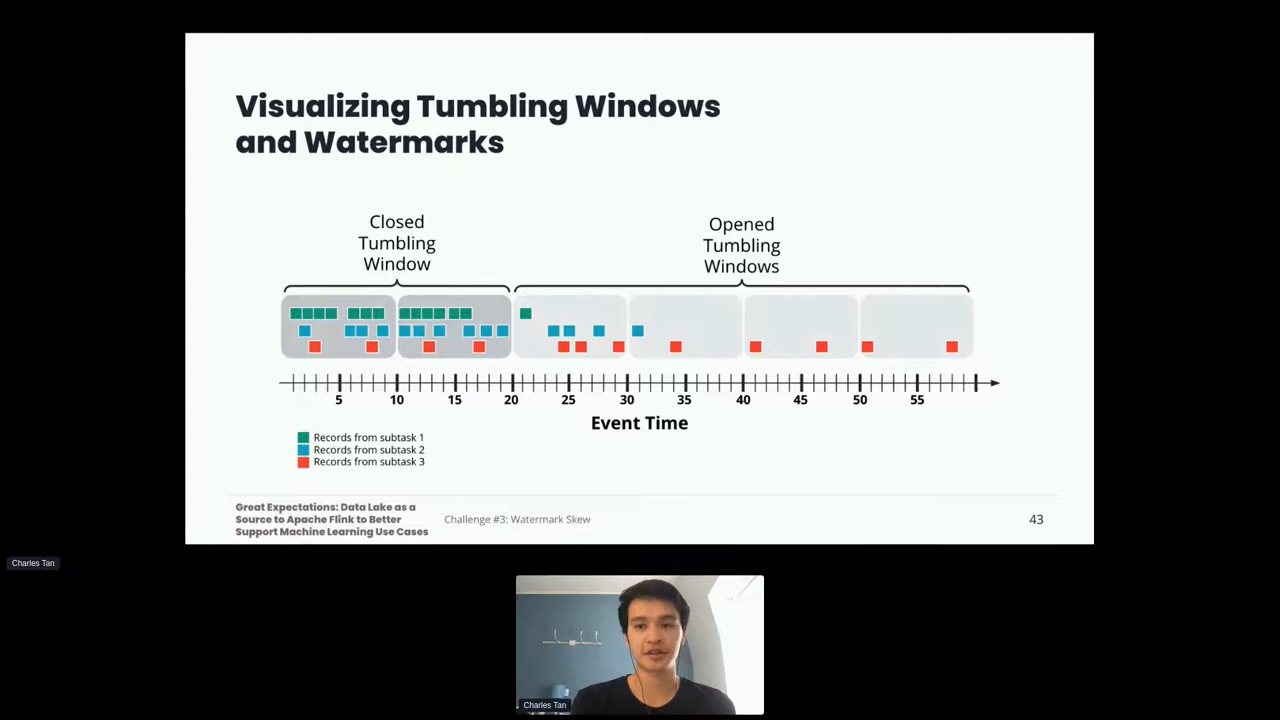 Visualizing Tumbling Windows
and Watermarks
Closed
Tumbling
Window
Opened
Tumbling
Windows
5 10 15 20 25 30 35 40 45 50 55
Event Time
Records from subtask 1
Records from subtask 2
Records from subtask 3
Great Expectations: Data Lake as a
Source to Apache Flink to Better
Support Machine Learning Use Cases
Challenge #3: Watermark Skew
43
Charles Tan
Charles Tan